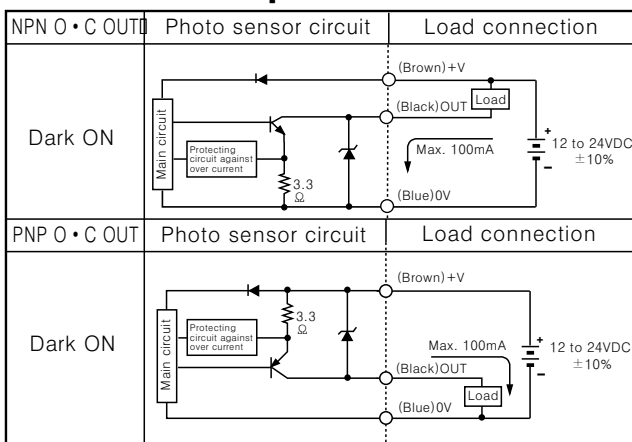 NPN O • C OUT Photo sensor circuit Load connection
Dark ON
Main circuit
Protecting
circuit against
over current
3.3
Ω
(Brown)+V
(Black)OUT
Load
Max. 100mA
(Blue)0V
+
12 to 24VDC
±10%
-
PNP O • C OUT Photo sensor circuit Load connection
Dark ON
Main circuit
Protecting
circuit against
over current
3.3
Ω
(Brown)+V
Max. 100mA
(Black)OUT
Load
(Blue)0V
+
12 to 24VDC
±10%
-